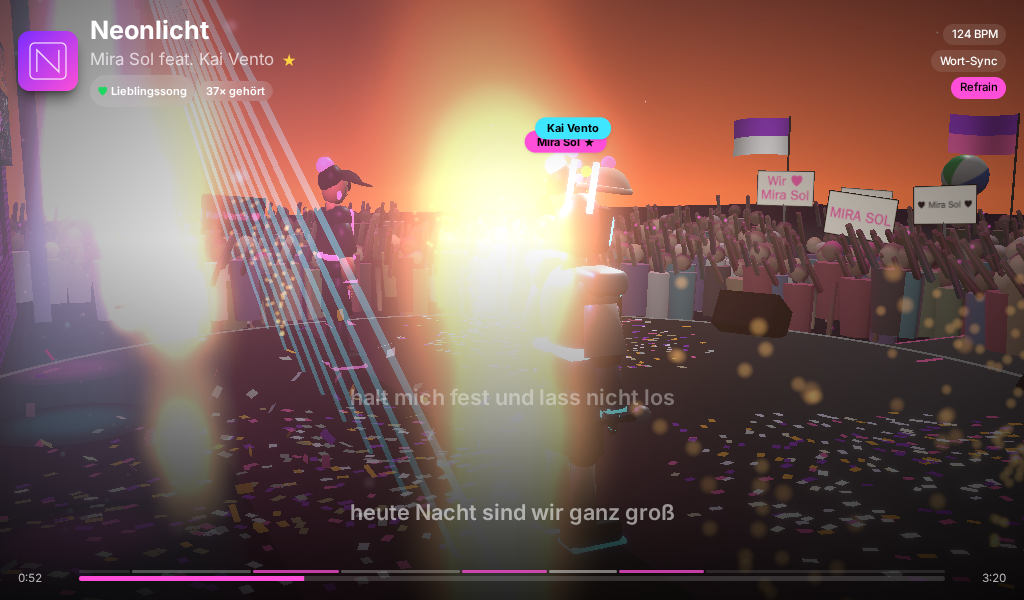 Neonlicht
Mira Sol feat. Kai Vento ★
♥ Lieblingssong
37× gehört
124 BPM
Wort-Sync
Refrain
Kai Vento
Mira Sol ★
Wir ♥
Mira Sol
MIRA SOL
♥ Mira Sol ♥
halt mich fest und lass nicht los
heute Nacht sind wir ganz groß
0:52
3:20